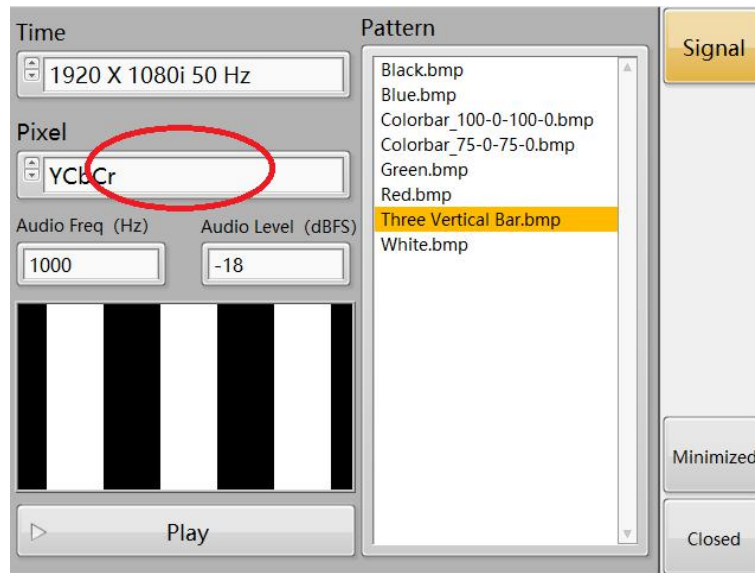 Time
1920 X 1080i 50 Hz
Pixel
YCbCr
Audio Freq (Hz)
Audio Level (dBFS)
1000
-18
Play
Pattern
Black.bmp
Blue.bmp
Colorbar_100-0-100-0.bmp
Colorbar_75-0-75-0.bmp
Green.bmp
Red.bmp
Three Vertical Bar.bmp
White.bmp
Signal
Minimized
Closed